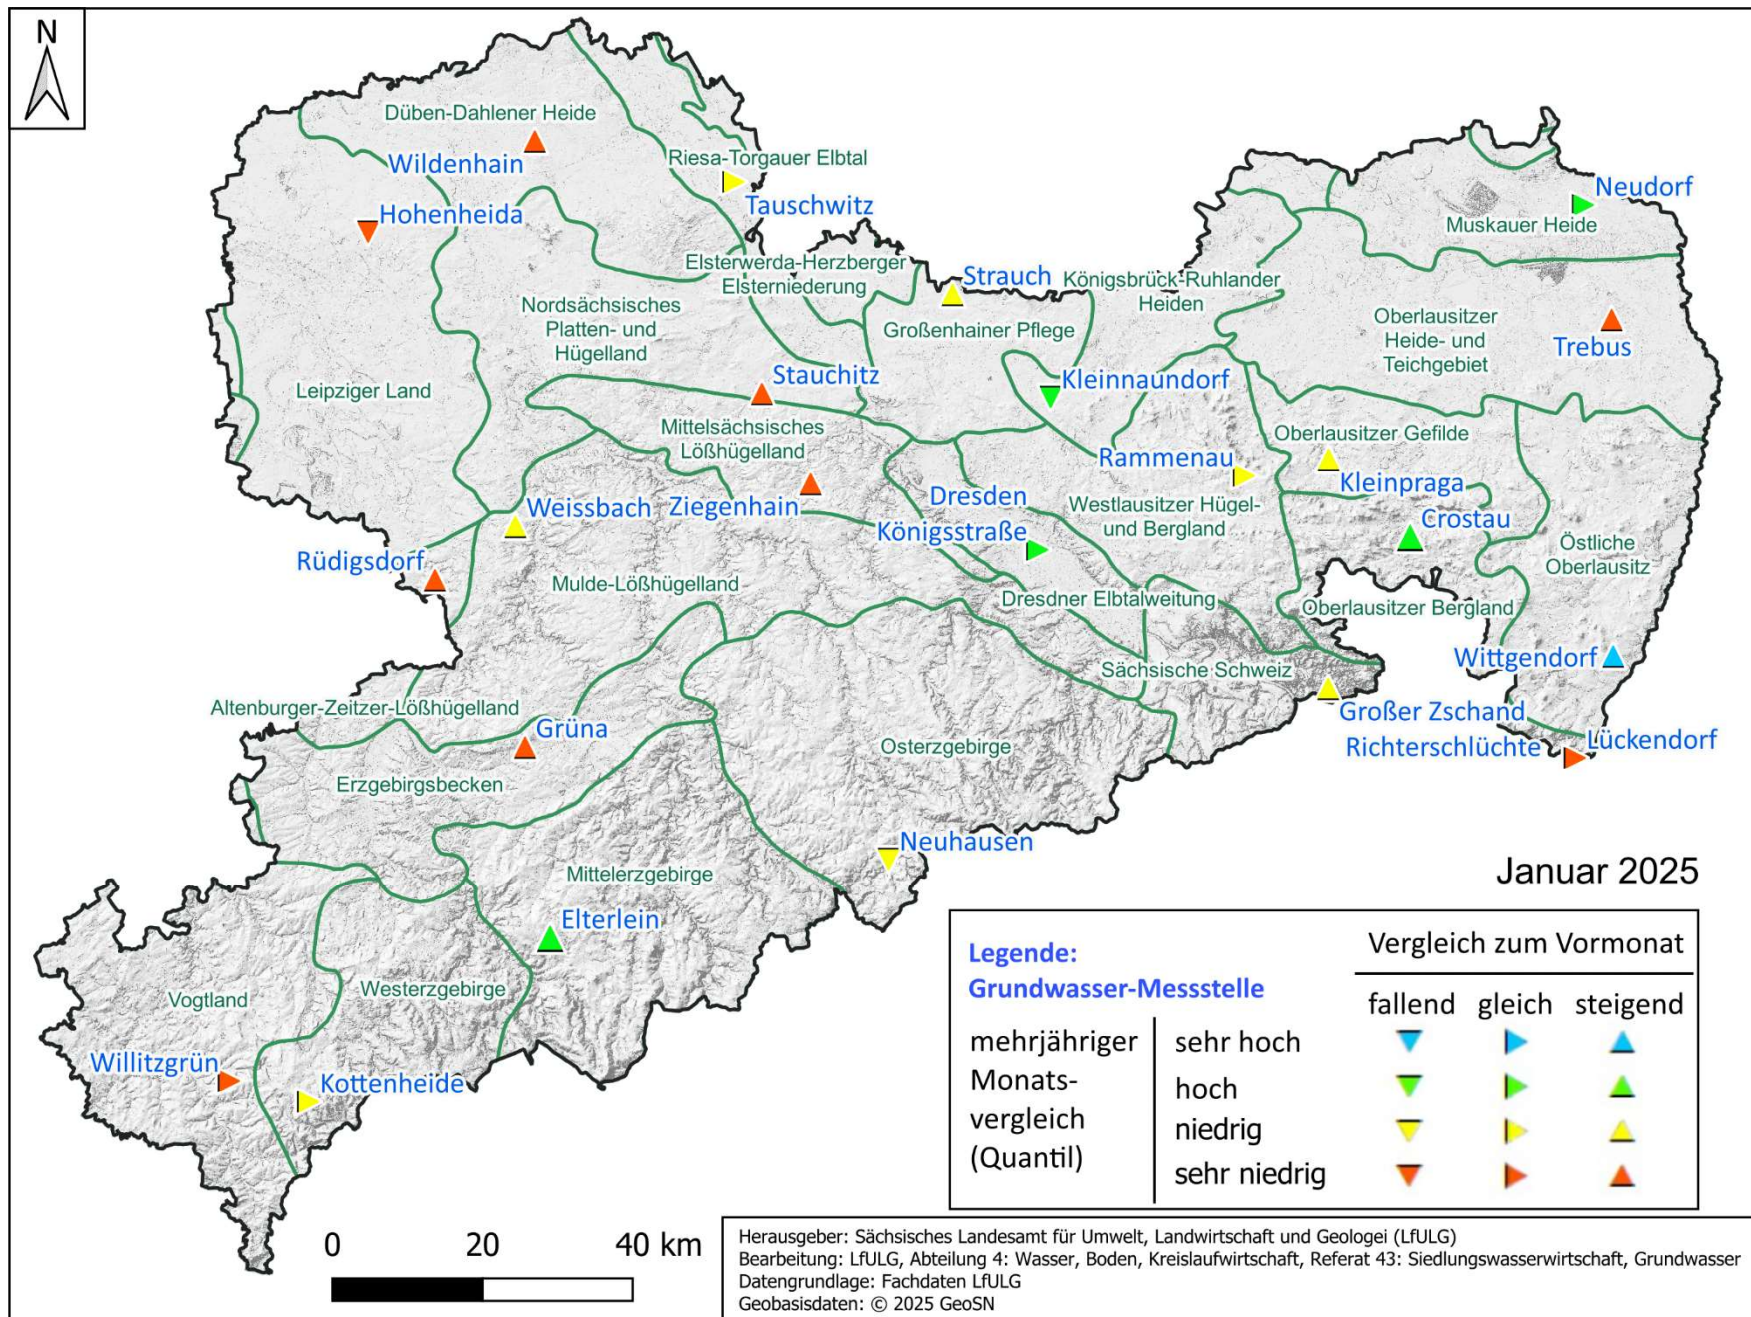 N
Düben-Dahlener Heide
Wildenhain
Riesa-Torgauer Elbtal
Tauschwitz
Hohenheida
Neudorf
Muskauer Heide
Elsterwerda-Herzberger
Elsterniederung
Strauch
Königsbrück-Ruhlander
Heiden
Nordsächsisches
Platten- und
Hügelland
Großenhainer Pflege
Oberlausitzer
Heide- und
Teichgebiet
Trebus
Leipziger Land
Stauchitz
Kleinnaundorf
Mittelsächsisches
Lößhügelland
Oberlausitzer Gefilde
Rammenau
Kleinpraga
Weissbach
Ziegenhain
Dresden
Königsstraße
Westlausitzer Hügel-
und Bergland
Crostau
Östliche
Oberlausitz
Rüdigsdorf
Mulde-Lößhügelland
Dresdner Elbtalweitung
Oberlausitzer Bergland
Wittgendorf
Sächsische Schweiz
Großer Zschand
Richterschlüchte
Lückendorf
Altenburger-Zeitzer-Lößhügelland
Grüna
Osterzgebirge
Erzgebirgsbecken
Neuhausen
Mittelerzgebirge
Elterlein
Westerzgebirge
Vogtland
Willitzgrün
Kottenheide
Januar 2025
Legende:
Grundwasser-Messstelle
Vergleich zum Vormonat
fallend gleich steigend
mehrjähriger
Monats-
vergleich
(Quantil)
sehr hoch
hoch
niedrig
sehr niedrig
0 20 40 km
Herausgeber: Sächsisches Landesamt für Umwelt, Landwirtschaft und Geologei (LfULG)
Bearbeitung: LfULG, Abteilung 4: Wasser, Boden, Kreislaufwirtschaft, Referat 43: Siedlungswasserwirtschaft, Grundwasser
Datengrundlage: Fachdaten LfULG
Geobasisdaten: © 2025 GeoSN